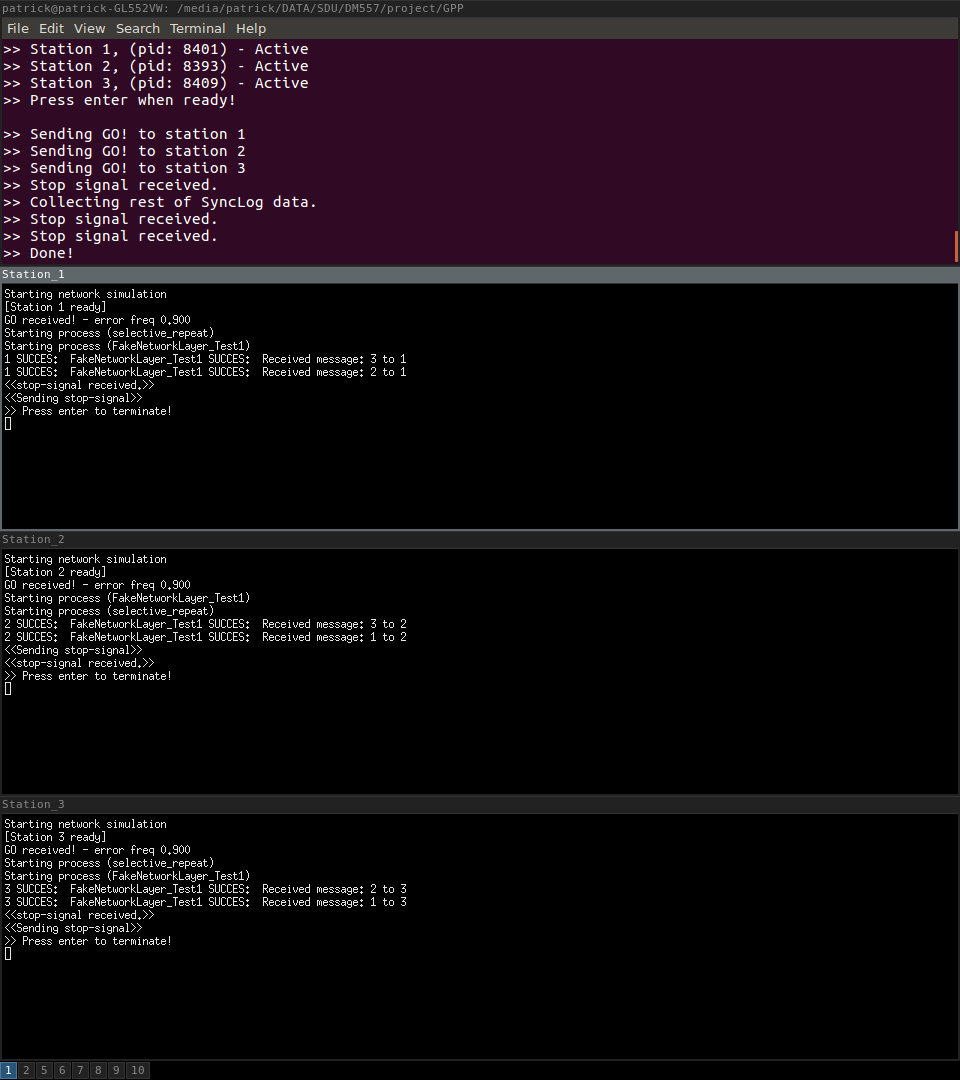 patrick@patrick-GL552VW: /media/patrick/DATA/SDU/DM557/project/GPP
File Edit View Search Terminal Help
>> Station 1, (pid: 8401) - Active
>> Station 2, (pid: 8393) - Active
>> Station 3, (pid: 8409) - Active
>> Press enter when ready!
>> Sending GO! to station 1
>> Sending GO! to station 2
>> Sending GO! to station 3
>> Stop signal received.
>> Collecting rest of SyncLog data.
>> Stop signal received.
>> Stop signal received.
>> Done!
Station_1
Starting network simulation
[Station 1 ready]
GO received! - error freq 0.900
Starting process (selective_repeat)
Starting process (FakeNetworkLayer_Test1)
1 SUCCES:  FakeNetworkLayer_Test1 SUCCES:  Received message: 3 to 1
1 SUCCES:  FakeNetworkLayer_Test1 SUCCES:  Received message: 2 to 1
<<stop-signal received.>>
<<Sending stop-signal>>
>> Press enter to terminate!
Station_2
Starting network simulation
[Station 2 ready]
GO received! - error freq 0.900
Starting process (FakeNetworkLayer_Test1)
Starting process (selective_repeat)
2 SUCCES:  FakeNetworkLayer_Test1 SUCCES:  Received message: 3 to 2
2 SUCCES:  FakeNetworkLayer_Test1 SUCCES:  Received message: 1 to 2
<<Sending stop-signal>>
<<stop-signal received.>>
>> Press enter to terminate!
Station_3
Starting network simulation
[Station 3 ready]
GO received! - error freq 0.900
Starting process (selective_repeat)
Starting process (FakeNetworkLayer_Test1)
3 SUCCES:  FakeNetworkLayer_Test1 SUCCES:  Received message: 2 to 3
3 SUCCES:  FakeNetworkLayer_Test1 SUCCES:  Received message: 1 to 3
<<stop-signal received.>>
<<Sending stop-signal>>
>> Press enter to terminate!
1 2 5 6 7 8 9 10